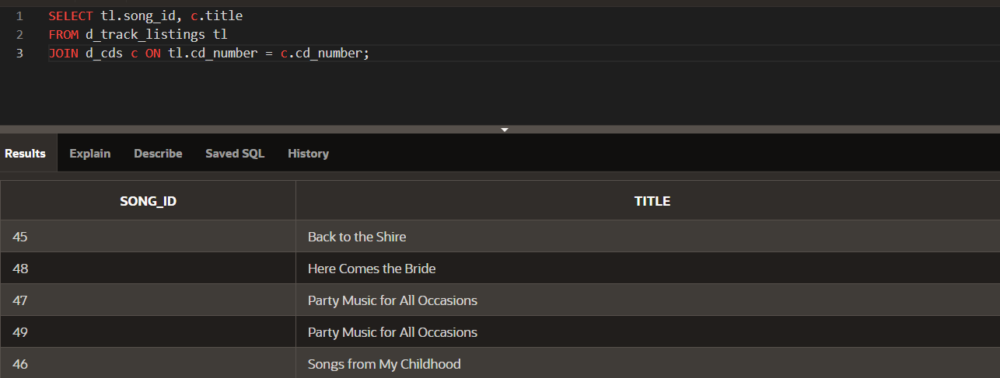 1 SELECT tl.song_id, c.title
2 FROM d_track_listings tl
3 JOIN d_cds c ON tl.cd_number = c.cd_number;
Results Explain Describe Saved SQL History
SONG_ID TITLE
45 Back to the Shire
48 Here Comes the Bride
47 Party Music for All Occasions
49 Party Music for All Occasions
46 Songs from My Childhood